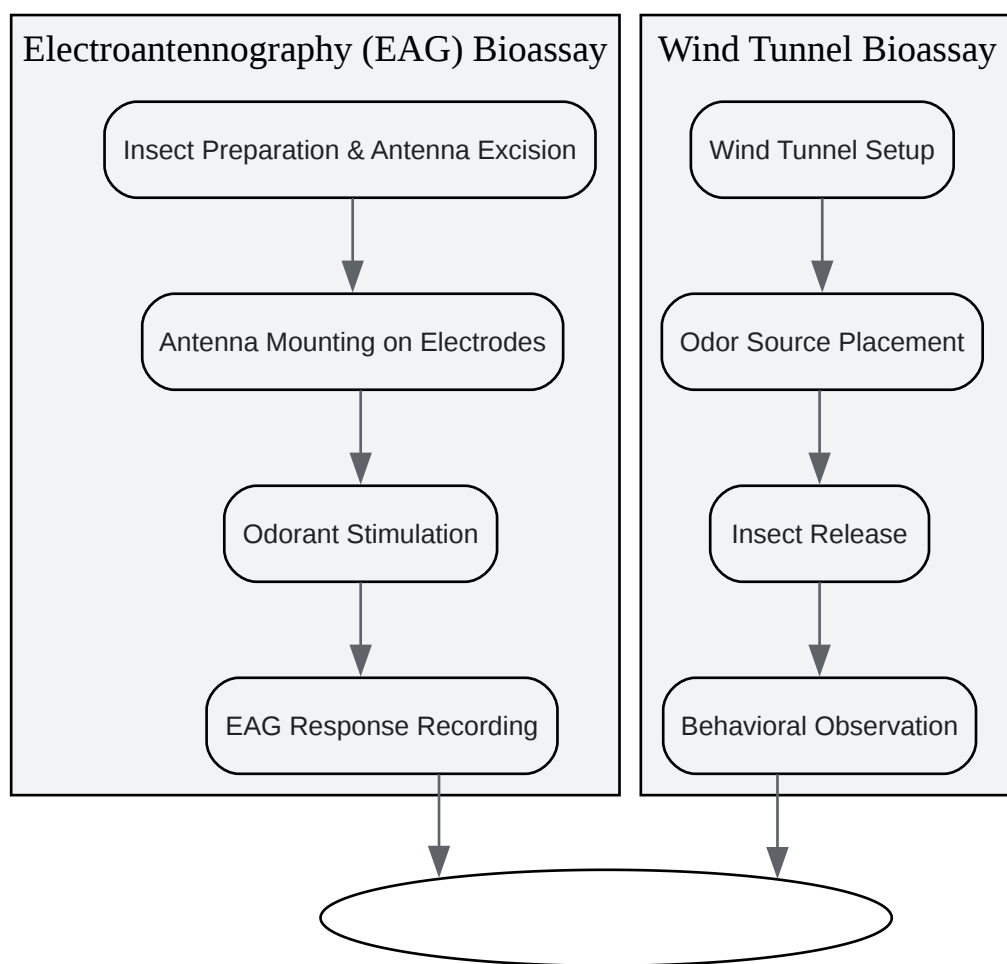 Electroantennography (EAG) Bioassay
Insect Preparation & Antenna Excision
Antenna Mounting on Electrodes
Odorant Stimulation
EAG Response Recording
Wind Tunnel Bioassay
Wind Tunnel Setup
Odor Source Placement
Insect Release
Behavioral Observation